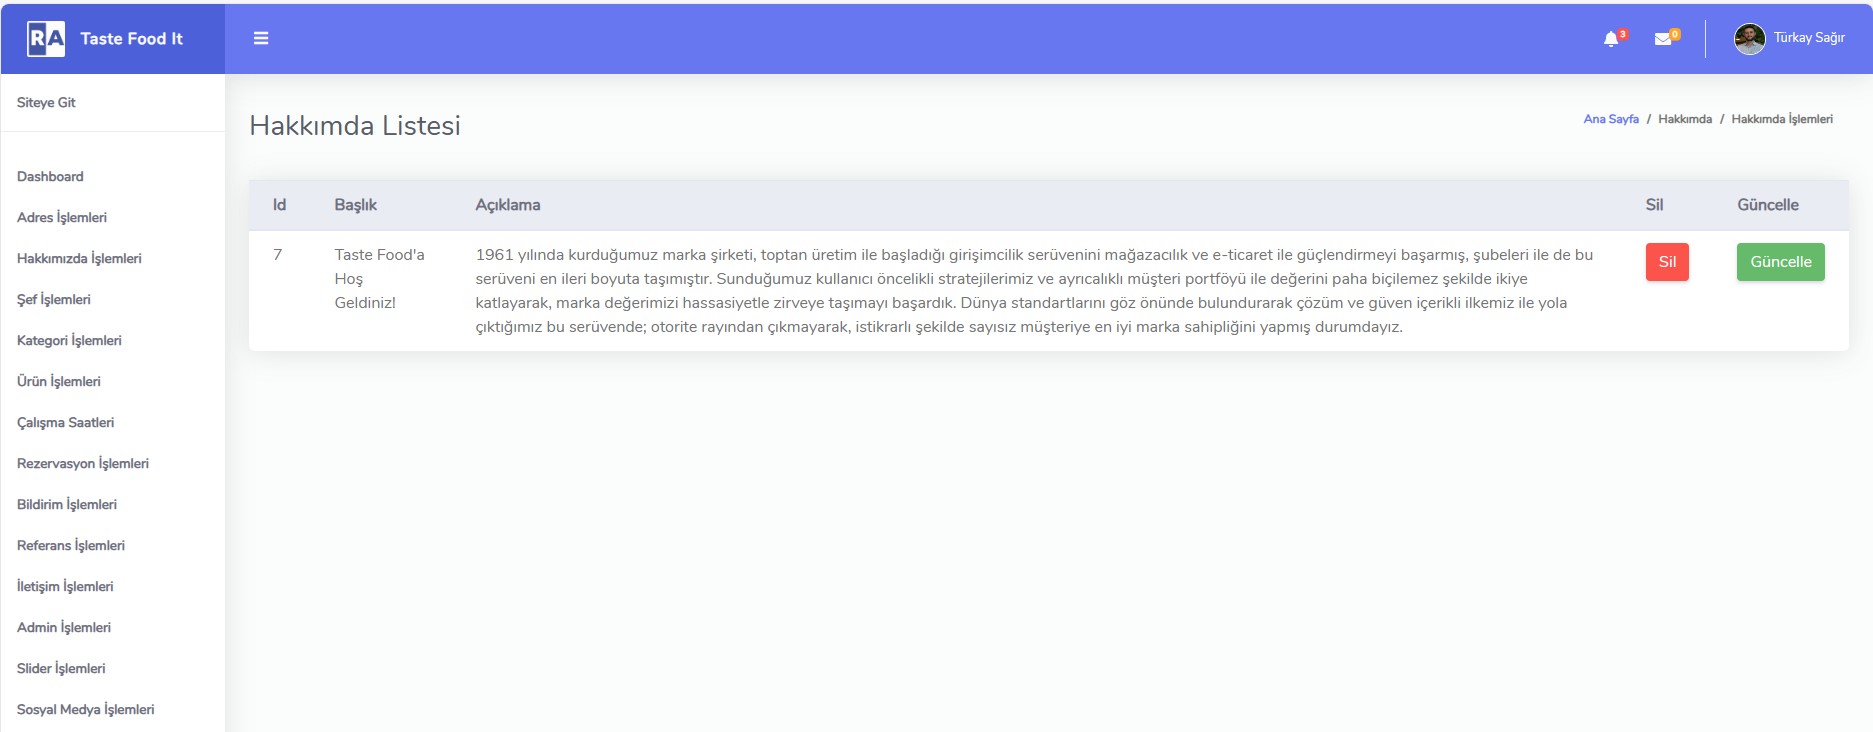 RA
Taste Food It
3
0
Türkay Sağır
Siteye Git
Dashboard
Adres İşlemleri
Hakkımızda İşlemleri
Şef İşlemleri
Kategori İşlemleri
Ürün İşlemleri
Çalışma Saatleri
Rezervasyon İşlemleri
Bildirim İşlemleri
Referans İşlemleri
İletişim İşlemleri
Admin İşlemleri
Slider İşlemleri
Sosyal Medya İşlemleri
Hakkımda Listesi
Ana Sayfa / Hakkımda / Hakkımda İşlemleri
Id Başlık Açıklama Sil Güncelle
7
Taste Food'a
Hoş
Geldiniz!
1961 yılında kurduğumuz marka şirketi, toptan üretim ile başladığı girişimcilik serüvenini mağazacılık ve e-ticaret ile güçlendirmeyi başarmış, şubeleri ile de bu
serüveni en ileri boyuta taşımıştır. Sunduğumuz kullanıcı öncelikli stratejilerimiz ve ayrıcalıklı müşteri portföyü ile değerini paha biçilemez şekilde ikiye
katlayarak, marka değerimizi hassasiyetle zirveye taşımayı başardık. Dünya standartlarını göz önünde bulundurarak çözüm ve güven içerikli ilkemiz ile yola
çıktığımız bu serüvende; otorite rayından çıkmayarak, istikrarlı şekilde sayısız müşteriye en iyi marka sahipliğini yapmış durumdayız.
Sil
Güncelle